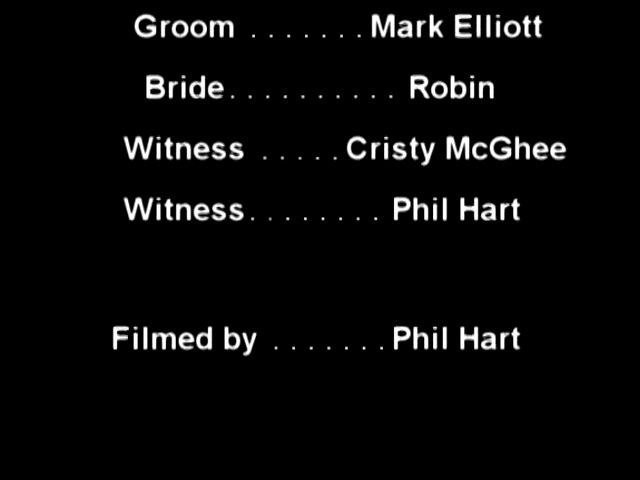 Groom . . . . . . . Mark Elliott
Bride. . . . . . . . . . Robin
Witness . . . . . Cristy McGhee
Witness. . . . . . . . Phil Hart
Filmed by . . . . . . . Phil Hart